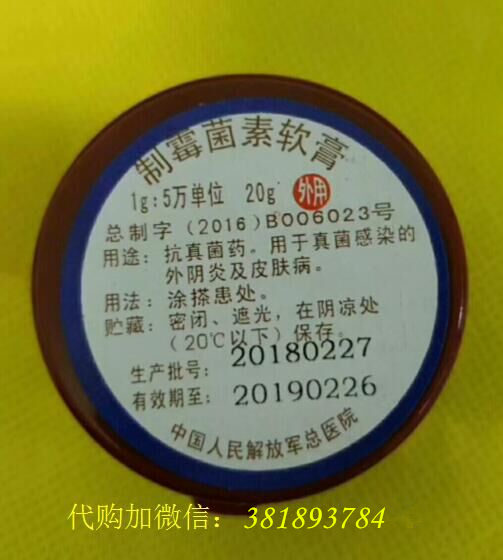 制霉菌素软膏
1g:5万单位 20g 外用
总制字(2016)B006023号
用途:抗真菌药。用于真菌感染的
外阴炎及皮肤病。
用法:涂搽患处。
贮藏:密闭、遮光,在阴凉处
(20℃以下)保存。
生产批号:20180227
有效期至:20190226
中国人民解放军总医院
代购加微信:381893784